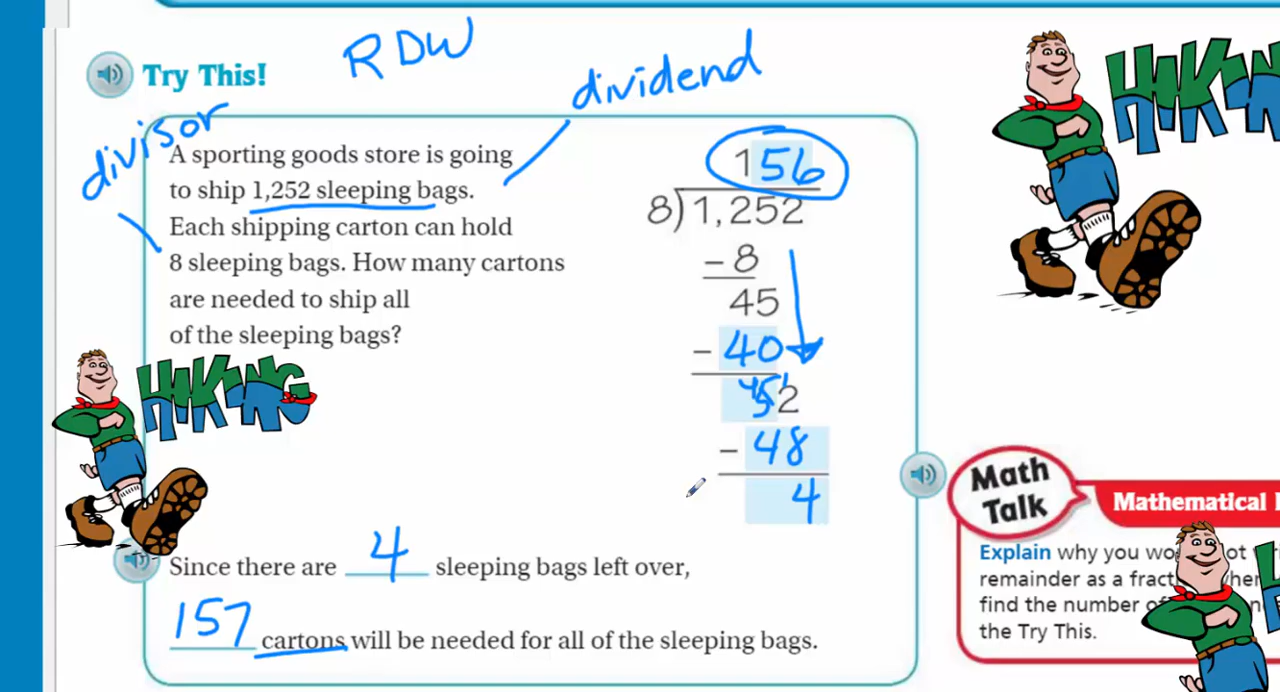 RDW
Try This!
dividend
HIKING
divisor
A sporting goods store is going
to ship 1,252 sleeping bags.
Each shipping carton can hold
8 sleeping bags. How many cartons
are needed to ship all
of the sleeping bags?
156
8)1,252
−8
45
−40
52
−48
4
HIKING
Math
Talk
Mathematical
Explain why you
remainder as a
find the number
the Try This.
Since there are 4 sleeping bags left over,
157 cartons will be needed for all of the sleeping bags.